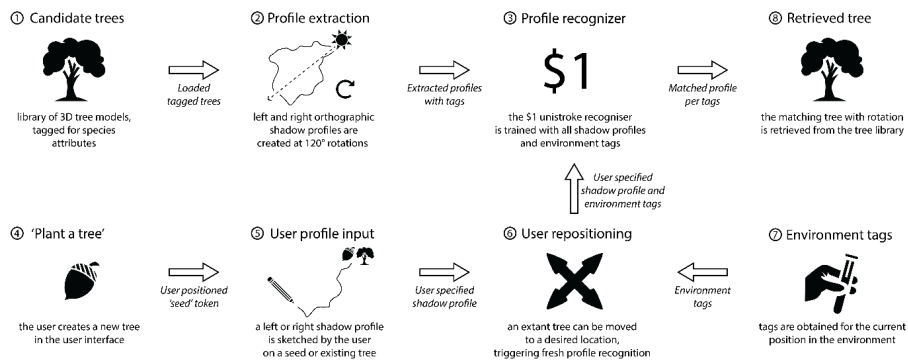 ① Candidate trees
library of 3D tree models,
tagged for species
attributes
Loaded
tagged trees
② Profile extraction
left and right orthographic
shadow profiles are
created at 120° rotations
Extracted profiles
with tags
③ Profile recognizer
$1
the $1 unistroke recogniser
is trained with all shadow profiles
and environment tags
Matched profile
per tags
⑧ Retrieved tree
the matching tree with rotation
is retrieved from the tree library
User specified
shadow profile and
environment tags
④ ‘Plant a tree’
the user creates a new tree
in the user interface
User positioned
‘seed’ token
⑤ User profile input
a left or right shadow profile
is sketched by the user
on a seed or existing tree
User specified
shadow profile
⑥ User repositioning
an extant tree can be moved
to a desired location,
triggering fresh profile recognition
Environment
tags
⑦ Environment tags
tags are obtained for the current
position in the environment